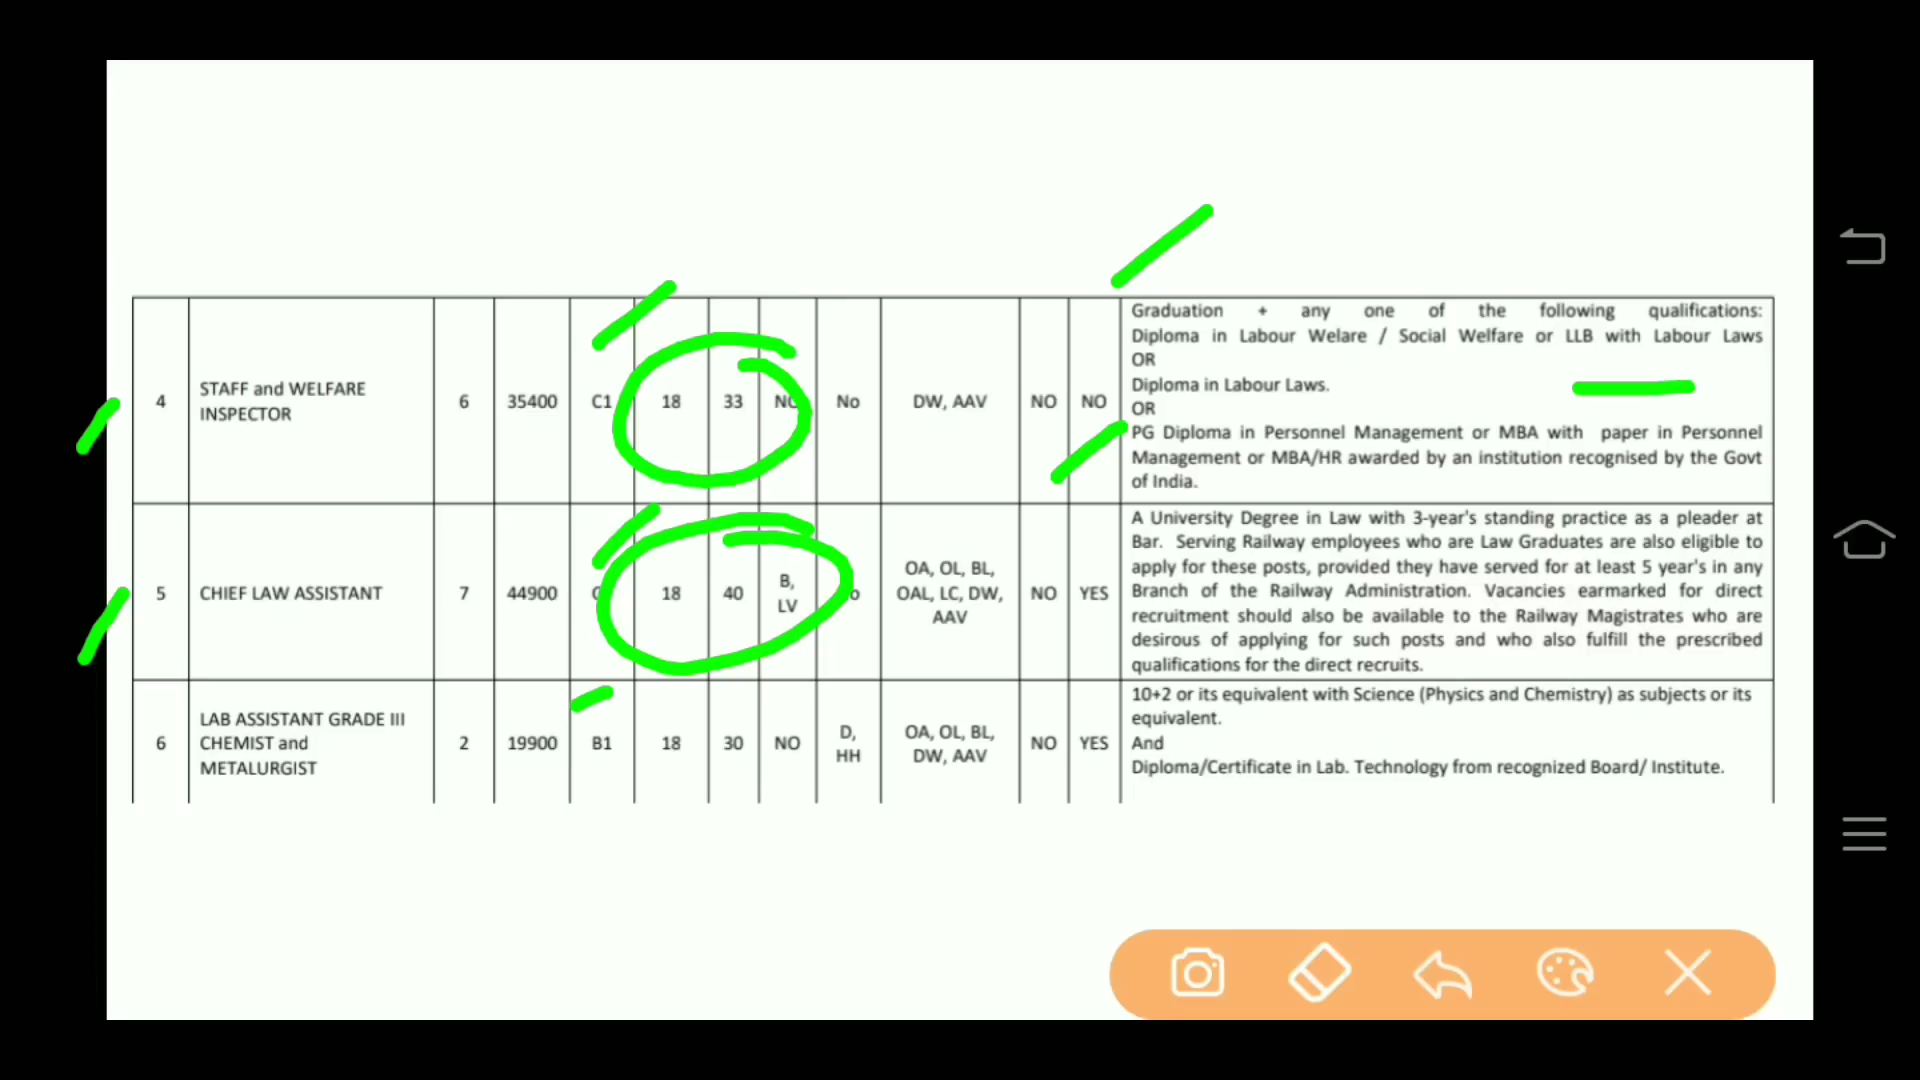 4
STAFF and WELFARE
INSPECTOR
6
35400
C1
18
33
NO
No
DW, AAV
NO
NO
Graduation + any one of the following qualifications:
Diploma in Labour Welare / Social Welfare or LLB with Labour Laws
OR
Diploma in Labour Laws.
OR
PG Diploma in Personnel Management or MBA with paper in Personnel
Management or MBA/HR awarded by an institution recognised by the Govt
of India.
5
CHIEF LAW ASSISTANT
7
44900
18
40
B,
LV
OA, OL, BL,
OAL, LC, DW,
AAV
NO
YES
A University Degree in Law with 3-year's standing practice as a pleader at
Bar. Serving Railway employees who are Law Graduates are also eligible to
apply for these posts, provided they have served for at least 5 year's in any
Branch of the Railway Administration. Vacancies earmarked for direct
recruitment should also be available to the Railway Magistrates who are
desirous of applying for such posts and who also fulfill the prescribed
qualifications for the direct recruits.
6
LAB ASSISTANT GRADE III
CHEMIST and
METALURGIST
2
19900
B1
18
30
NO
D,
HH
OA, OL, BL,
DW, AAV
NO
YES
10+2 or its equivalent with Science (Physics and Chemistry) as subjects or its
equivalent.
And
Diploma/Certificate in Lab. Technology from recognized Board/ Institute.